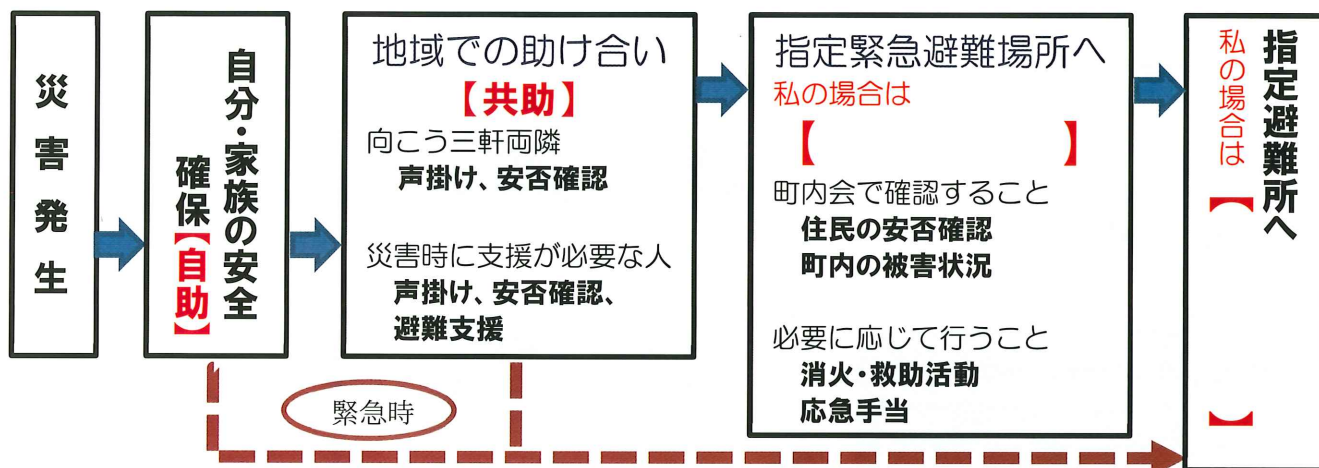 災害発生
自分・家族の安全
確保【自助】
地域での助け合い
【共助】
向こう三軒両隣
声掛け、安否確認
災害時に支援が必要な人
声掛け、安否確認、
避難支援
指定緊急避難場所へ
私の場合は
【 】
町内会で確認すること
住民の安否確認
町内の被害状況
必要に応じて行うこと
消火・救助活動
応急手当
指定避難所へ
私の場合は【 】
緊急時